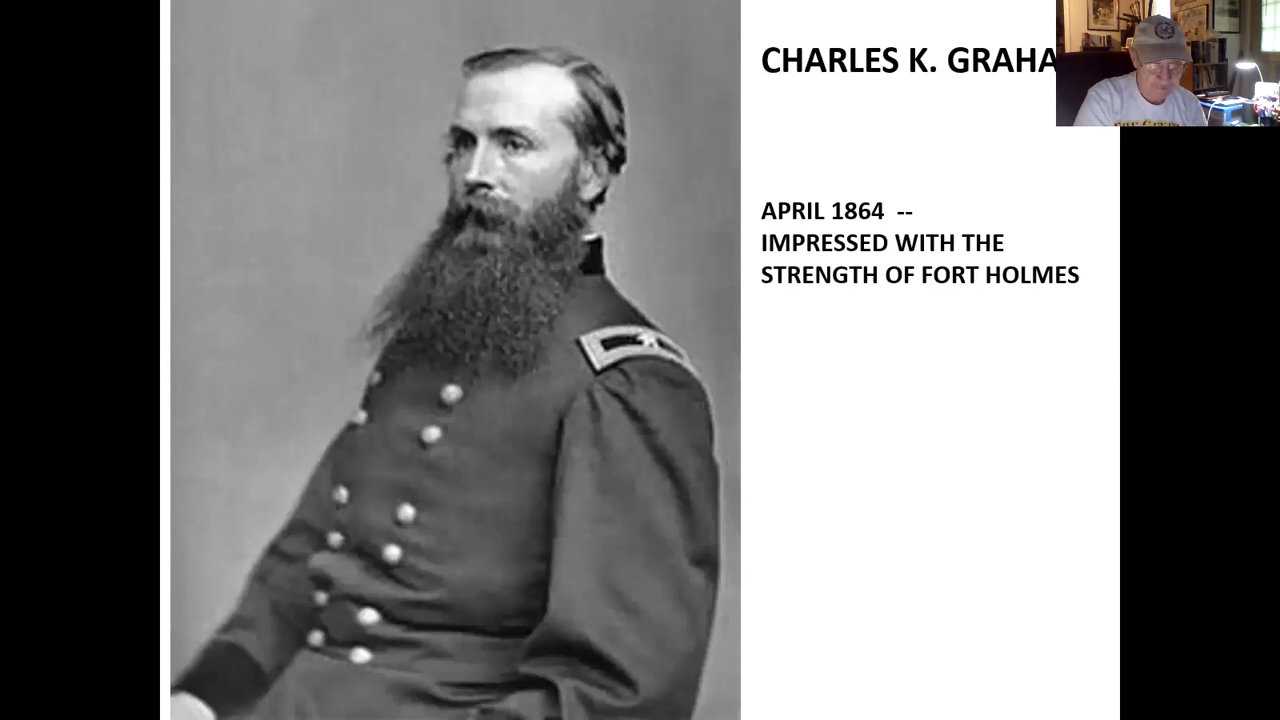 CHARLES K. GRAHA
APRIL 1864 --
IMPRESSED WITH THE
STRENGTH OF FORT HOLMES